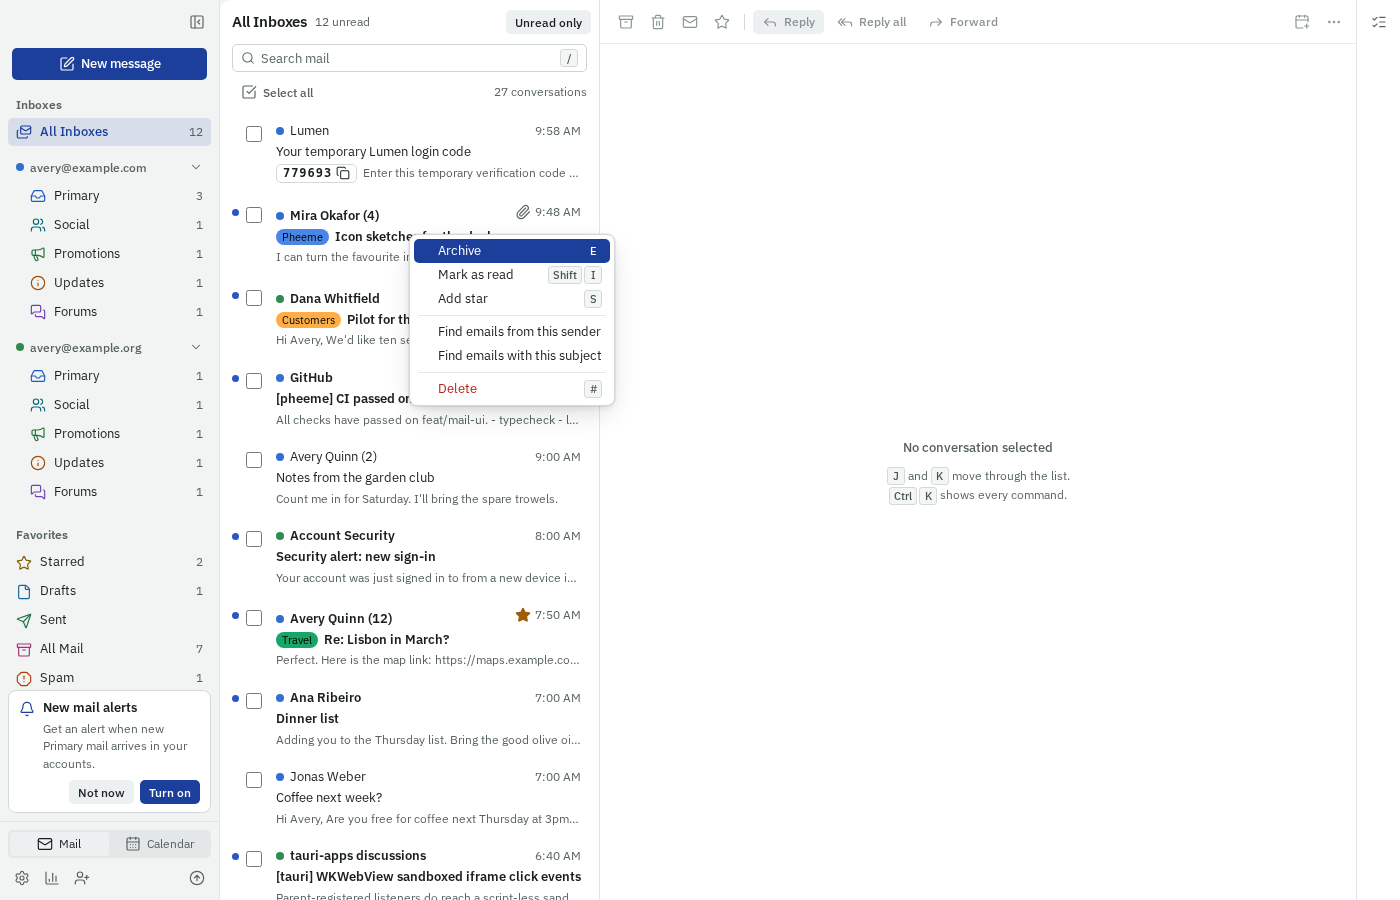 New message
Inboxes
All Inboxes 12
avery@example.com
Primary 3
Social 1
Promotions 1
Updates 1
Forums 1
avery@example.org
Primary 1
Social 1
Promotions 1
Updates 1
Forums 1
Favorites
Starred 2
Drafts 1
Sent
All Mail 7
Spam 1
New mail alerts
Get an alert when new
Primary mail arrives in your
accounts.
Not now Turn on
Mail Calendar
All Inboxes 12 unread Unread only
Search mail /
Select all 27 conversations
Lumen 9:58 AM
Your temporary Lumen login code
779693 Enter this temporary verification code ...
Mira Okafor (4) 9:48 AM
Pheeme Icon sketches
I can turn the favourite
Dana Whitfield
Customers Pilot for
Hi Avery, We'd like ten
GitHub
[pheeme] CI passed on
All checks have passed on feat/mail-ui. - typecheck - l...
Avery Quinn (2) 9:00 AM
Notes from the garden club
Count me in for Saturday. I'll bring the spare trowels.
Account Security 8:00 AM
Security alert: new sign-in
Your account was just signed in to from a new device i...
Avery Quinn (12) 7:50 AM
Travel Re: Lisbon in March?
Perfect. Here is the map link: https://maps.example.co...
Ana Ribeiro 7:00 AM
Dinner list
Adding you to the Thursday list. Bring the good olive oi...
Jonas Weber 7:00 AM
Coffee next week?
Hi Avery, Are you free for coffee next Thursday at 3pm...
tauri-apps discussions 6:40 AM
[tauri] WKWebView sandboxed iframe click events
Parent-registered listeners do reach a script-less sand...
Archive E
Mark as read Shift I
Add star S
Find emails from this sender
Find emails with this subject
Delete #
Reply Reply all Forward
No conversation selected
J and K move through the list.
Ctrl K shows every command.